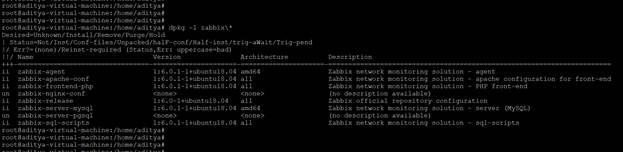 root@aditya-virtual-machine:/home/aditya#
root@aditya-virtual-machine:/home/aditya#
root@aditya-virtual-machine:/home/aditya# dpkg -l zabbix\*
Desired=Unknown/Install/Remove/Purge/Hold
| Status=Not/Inst/Conf-files/Unpacked/halF-conf/Half-inst/trig-aWait/Trig-pend
|/ Err?=(none)/Reinst-required (Status,Err: uppercase=bad)
||/ Name Version Architecture Description
ii zabbix-agent 1:6.0.1-1+ubuntu18.04 amd64 Zabbix network monitoring solution - agent
ii zabbix-apache-conf 1:6.0.1-1+ubuntu18.04 all Zabbix network monitoring solution - apache configuration for front-end
ii zabbix-frontend-php 1:6.0.1-1+ubuntu18.04 all Zabbix network monitoring solution - PHP front-end
un zabbix-nginx-conf <none> <none> (no description available)
ii zabbix-release 1:6.0-1+ubuntu18.04 all Zabbix official repository configuration
ii zabbix-server-mysql 1:6.0.1-1+ubuntu18.04 amd64 Zabbix network monitoring solution - server (MySQL)
un zabbix-server-pgsql <none> <none> (no description available)
ii zabbix-sql-scripts 1:6.0.1-1+ubuntu18.04 all Zabbix network monitoring solution - sql-scripts
root@aditya-virtual-machine:/home/aditya#
root@aditya-virtual-machine:/home/aditya#